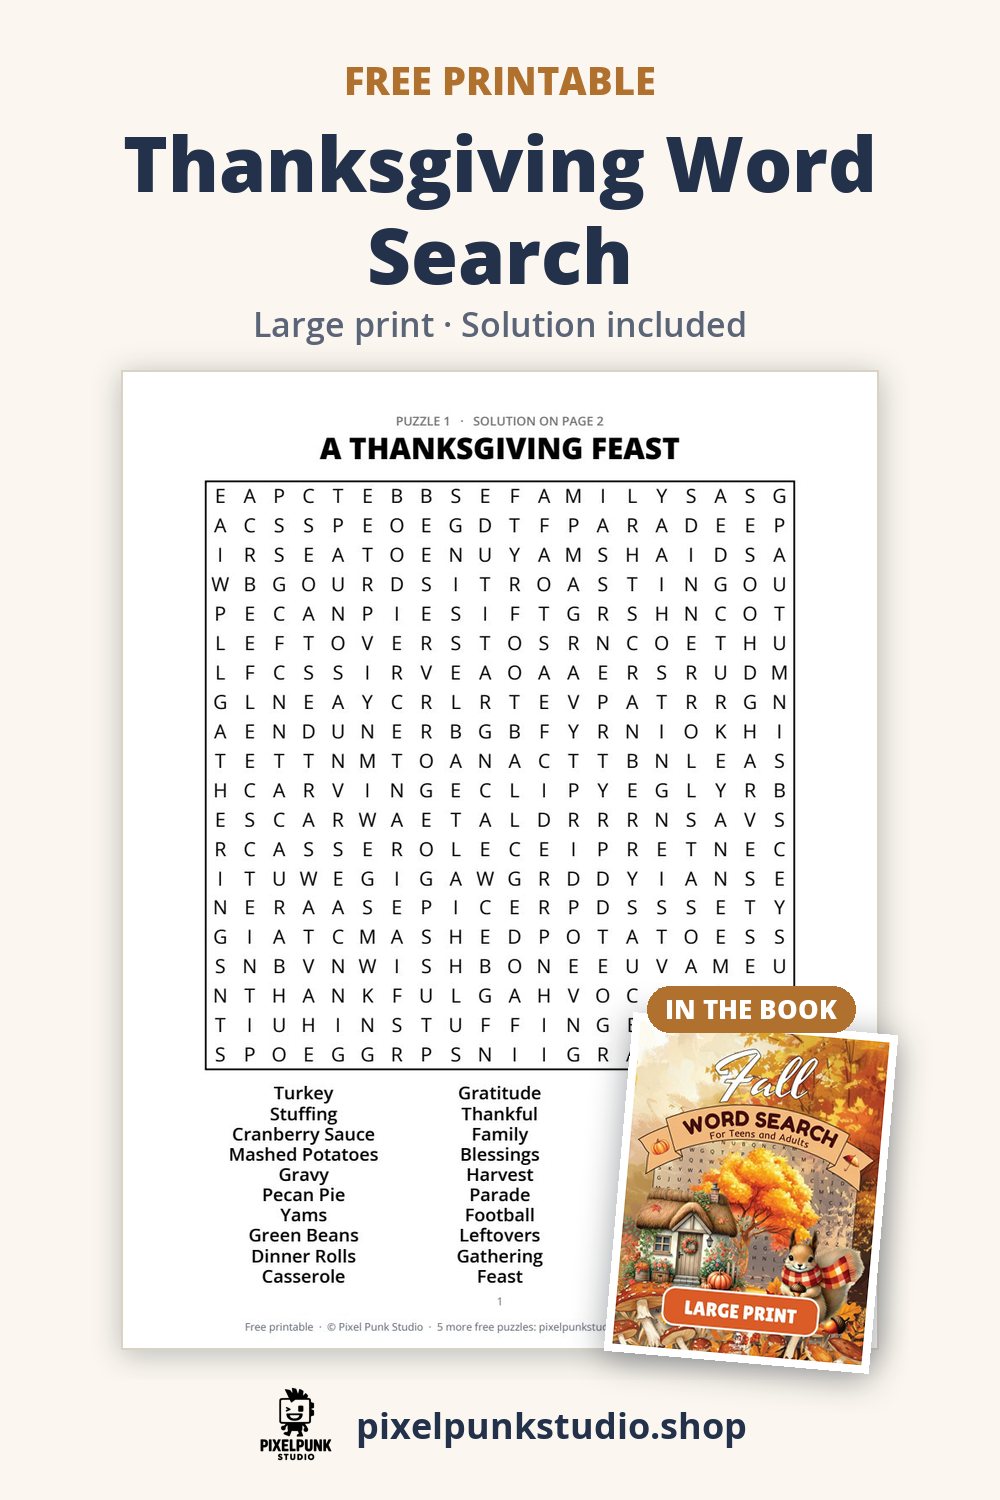 FREE PRINTABLE
Thanksgiving Word
Search
Large print · Solution included
PUZZLE 1 · SOLUTION ON PAGE 2
A THANKSGIVING FEAST
E A P C T E B B S E F A M I L Y S A S G
A C S S P E O E G D T F P A R A D E E P
I R S E A T O E N U Y A M S H A I D S A
W B G O U R D S I T R O A S T I N G O U
P E C A N P I E S I F T G R S H N C O T
L E F T O V E R S T O S R N C O E T H U
L F C S S I R V E A O A A E R S R U D M
G L N E A Y C R L R T E V P A T R R G N
A E N D U N E R B G B F Y R N I O K H I
T E T T N M T O A N A C T T B N L E A S
H C A R V I N G E C L I P Y E G L Y R B
E S C A R W A E T A L D R R R N S A V S
R C A S S E R O L E C E I P R E T N E C
I T U W E G I G A W G R D D Y I A N S E
N E R A A S E P I C E R P D S S S E T Y
G I A T C M A S H E D P O T A T O E S S
S N B V N W I S H B O N E E U V A M E U
N T H A N K F U L G A H V O C
T I U H I N S T U F F I N G
S P O E G G R P S N I I G R
IN THE BOOK
Turkey
Stuffing
Cranberry Sauce
Mashed Potatoes
Gravy
Pecan Pie
Yams
Green Beans
Dinner Rolls
Casserole
Gratitude
Thankful
Family
Blessings
Harvest
Parade
Football
Leftovers
Gathering
Feast
Fall
WORD SEARCH
For Teens and Adults
LARGE PRINT
1
Free printable · © Pixel Punk Studio · 5 more free puzzles:
PIXELPUNK
STUDIO
pixelpunkstudio.shop